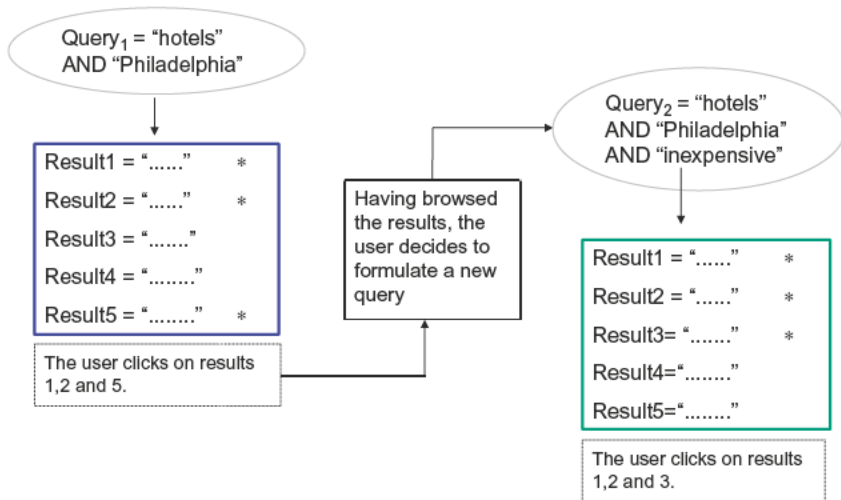 Query1 = “hotels”
AND “Philadelphia”
Result1 = “......” *
Result2 = “......” *
Result3 = “.......”
Result4 = “........”
Result5 = “........” *
The user clicks on results
1,2 and 5.
Having browsed
the results, the
user decides to
formulate a new
query
Query2 = “hotels”
AND “Philadelphia”
AND “inexpensive”
Result1 = “......” *
Result2 = “......” *
Result3= “.......” *
Result4=“........”
Result5=“........”
The user clicks on results
1,2 and 3.